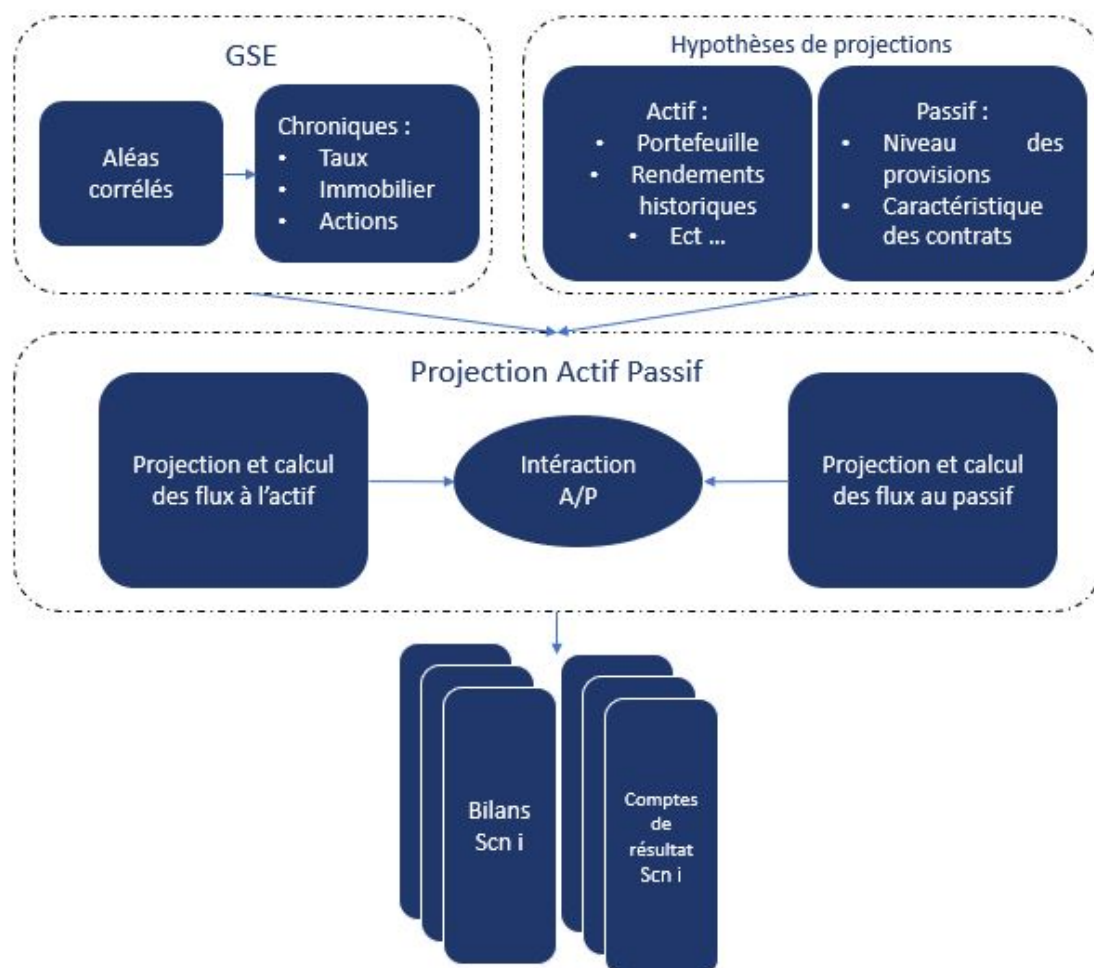 GSE
Aléas
corrélés
Chroniques :
• Taux
• Immobilier
• Actions
Hypothèses de projections
Actif :
• Portefeuille
• Rendements
historiques
• Ect ...
Passif :
• Niveau des
provisions
• Caractéristique
des contrats
Projection Actif Passif
Projection et calcul
des flux à l'actif
Intéraction
A/P
Projection et calcul
des flux au passif
Bilans
Scn i
Comptes
de
résultat
Scn i